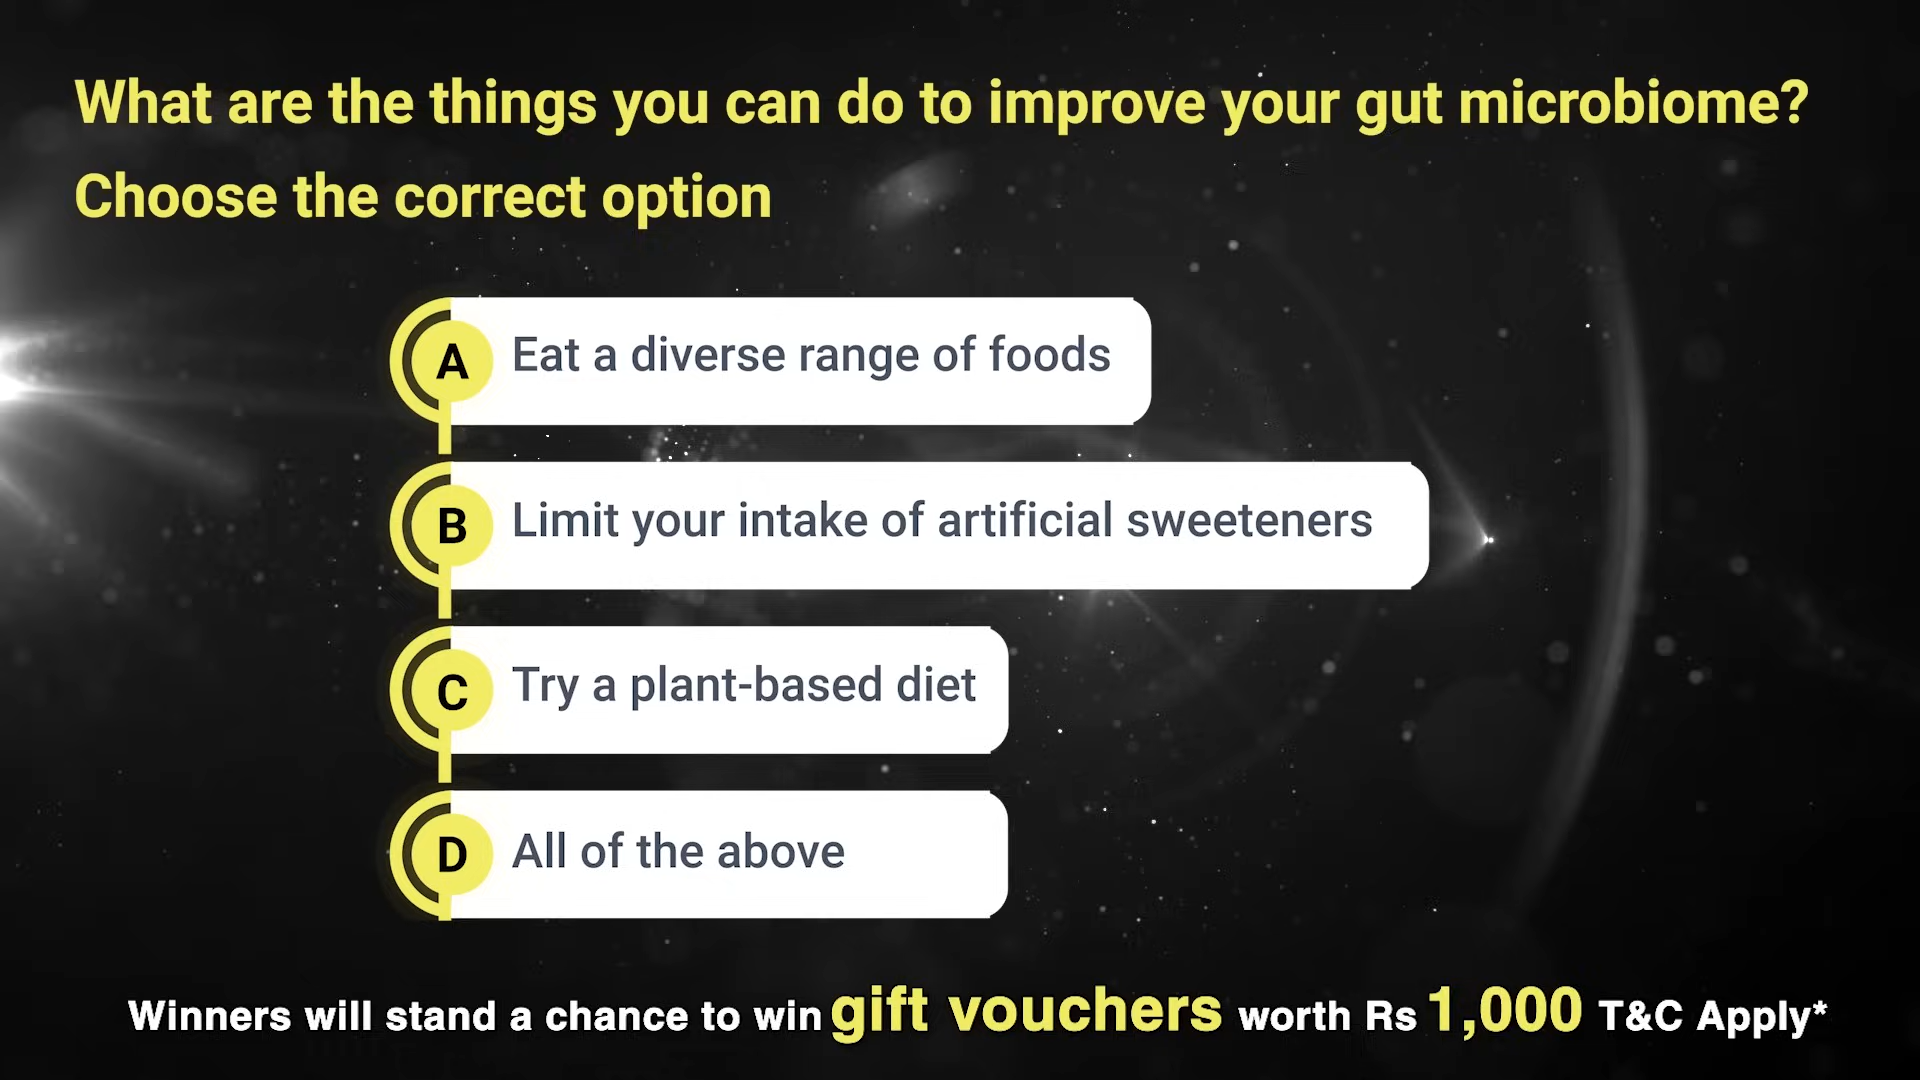 What are the things you can do to improve your gut microbiome?
Choose the correct option
A Eat a diverse range of foods
B Limit your intake of artificial sweeteners
C Try a plant-based diet
D All of the above
Winners will stand a chance to win gift vouchers worth Rs 1,000 T&C Apply*